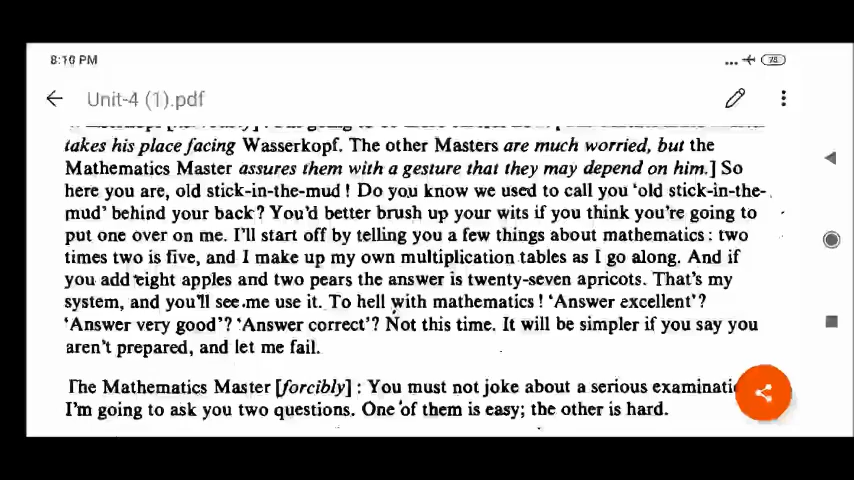 8:10 PM
... 78
Unit-4 (1).pdf
takes his place facing Wasserkopf. The other Masters are much worried, but the
Mathematics Master assures them with a gesture that they may depend on him.] So
here you are, old stick-in-the-mud ! Do you know we used to call you 'old stick-in-the-
mud' behind your back? You'd better brush up your wits if you think you're going to
put one over on me. I'll start off by telling you a few things about mathematics : two
times two is five, and I make up my own multiplication tables as I go along. And if
you add eight apples and two pears the answer is twenty-seven apricots. That's my
system, and you'll see me use it. To hell with mathematics ! 'Answer excellent'?
'Answer very good'? 'Answer correct'? Not this time. It will be simpler if you say you
aren't prepared, and let me fail.
The Mathematics Master [forcibly] : You must not joke about a serious examinatio
I'm going to ask you two questions. One of them is easy; the other is hard.